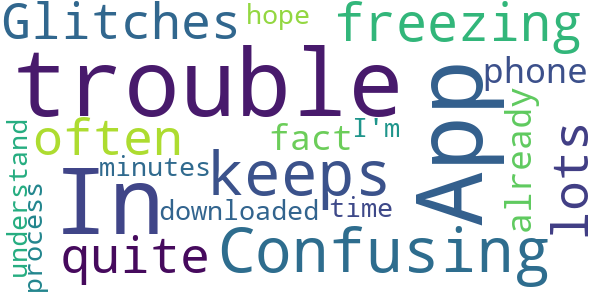 Glitches
hope
freezing
trouble
App
phone
often
fact
I'm
already
lots
understand
In
minutes
keeps
process
downloaded
time
quite
Confusing